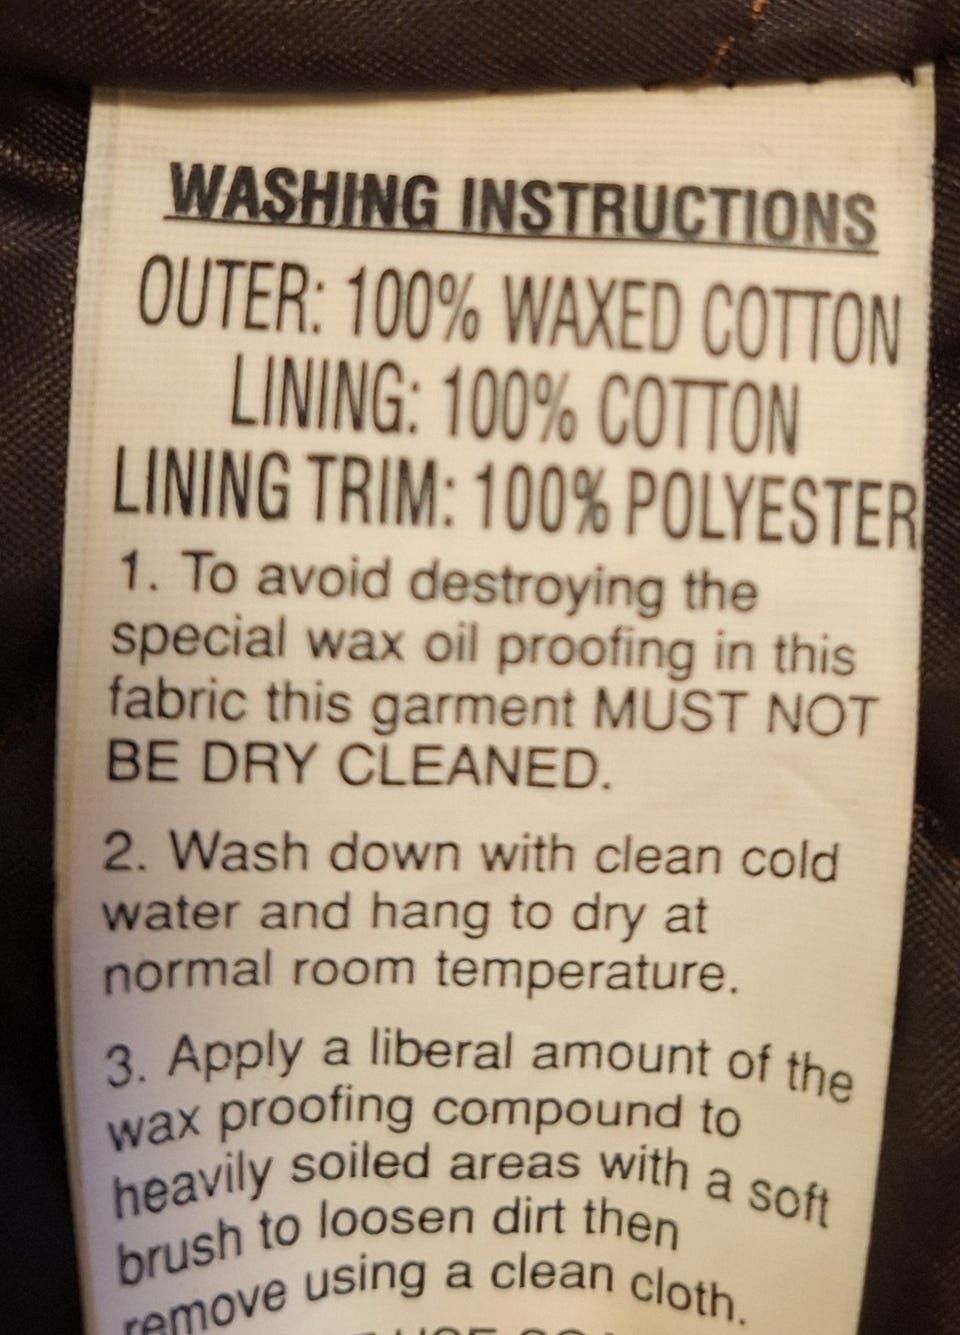 WASHING INSTRUCTIONS
OUTER: 100% WAXED COTTON
LINING: 100% COTTON
LINING TRIM: 100% POLYESTER
1. To avoid destroying the
special wax oil proofing in this
fabric this garment MUST NOT
BE DRY CLEANED.
2. Wash down with clean cold
water and hang to dry at
normal room temperature.
3. Apply a liberal amount of the
wax proofing compound to
heavily soiled areas with a soft
brush to loosen dirt then
remove using a clean cloth.